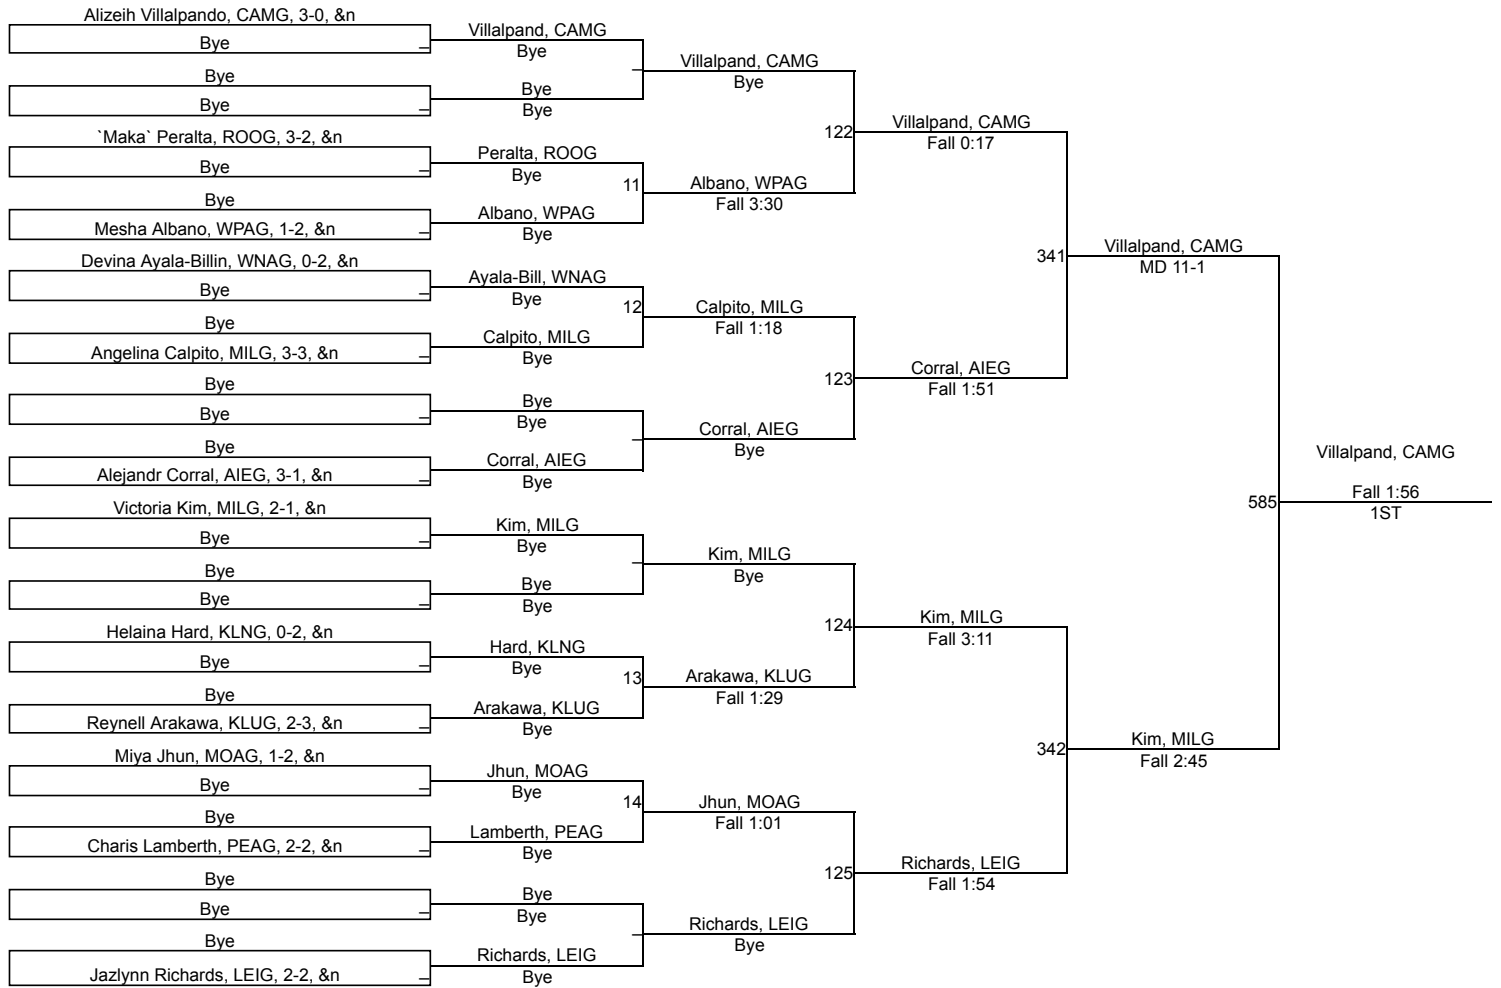 Alizeih Villalpando, CAMG, 3-0, &n
Bye
_
Bye
Bye
_
`Maka` Peralta, ROOG, 3-2, &n
Bye
_
Bye
Mesha Albano, WPAG, 1-2, &n
_
Devina Ayala-Billin, WNAG, 0-2, &n
Bye
_
Bye
Angelina Calpito, MILG, 3-3, &n
_
Bye
Bye
_
Bye
Alejandr Corral, AIEG, 3-1, &n
_
Victoria Kim, MILG, 2-1, &n
Bye
_
Bye
Bye
_
Helaina Hard, KLNG, 0-2, &n
Bye
_
Bye
Reynell Arakawa, KLUG, 2-3, &n
_
Miya Jhun, MOAG, 1-2, &n
Bye
_
Bye
Charis Lamberth, PEAG, 2-2, &n
_
Bye
Bye
_
Bye
Jazlynn Richards, LEIG, 2-2, &n
_
Villalpand, CAMG
Bye
_
Bye
Bye
Peralta, ROOG
Bye
11
Albano, WPAG
Bye
Ayala-Bill, WNAG
Bye
12
Calpito, MILG
Bye
Bye
Bye
_
Corral, AIEG
Bye
Kim, MILG
Bye
_
Bye
Bye
Hard, KLNG
Bye
13
Arakawa, KLUG
Bye
Jhun, MOAG
Bye
14
Lamberth, PEAG
Bye
Bye
Bye
_
Richards, LEIG
Bye
Villalpand, CAMG
Bye
122
Albano, WPAG
Fall 3:30
Calpito, MILG
Fall 1:18
123
Corral, AIEG
Bye
Kim, MILG
Bye
124
Arakawa, KLUG
Fall 1:29
Jhun, MOAG
Fall 1:01
125
Richards, LEIG
Bye
Villalpand, CAMG
Fall 0:17
341
Corral, AIEG
Fall 1:51
Kim, MILG
Fall 3:11
342
Richards, LEIG
Fall 1:54
Villalpand, CAMG
MD 11-1
585
Kim, MILG
Fall 2:45
Villalpand, CAMG
Fall 1:56
1ST